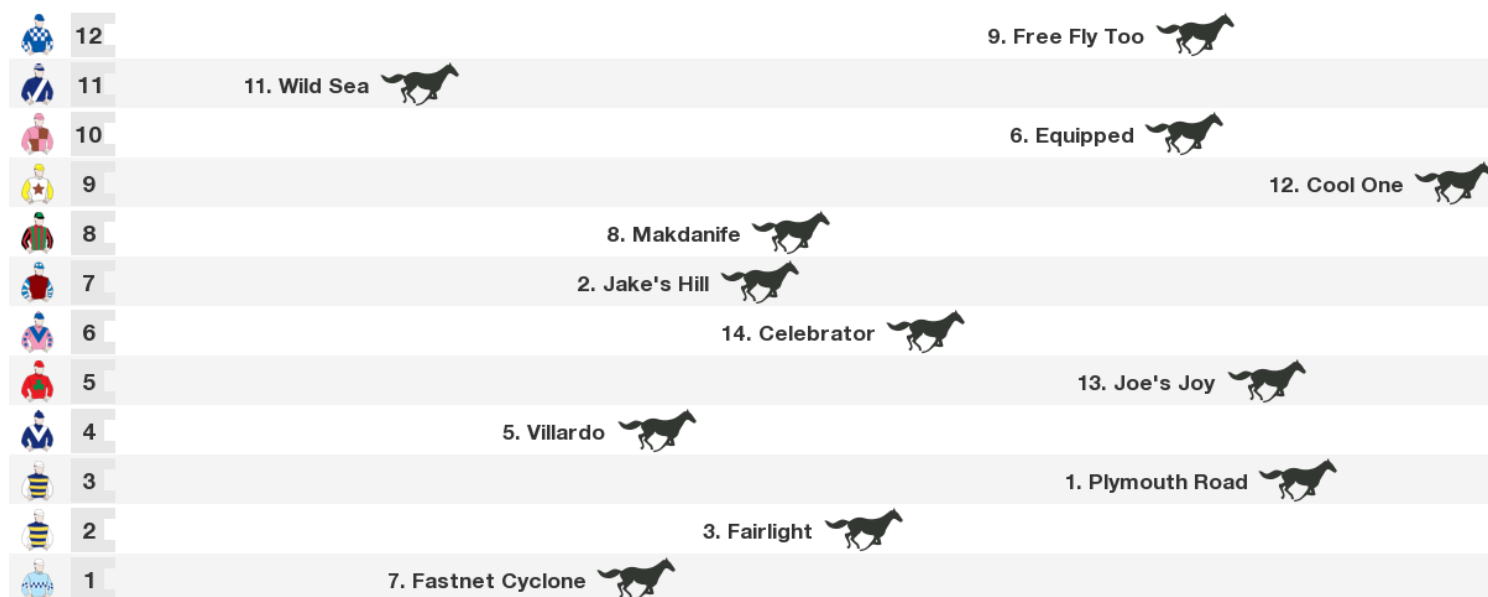 12 9. Free Fly Too
11 11. Wild Sea
10 6. Equipped
9 12. Cool One
8 8. Makdanife
7 2. Jake's Hill
6 14. Celebrator
5 13. Joe's Joy
4 5. Villardo
3 1. Plymouth Road
2 3. Fairlight
1 7. Fastnet Cyclone